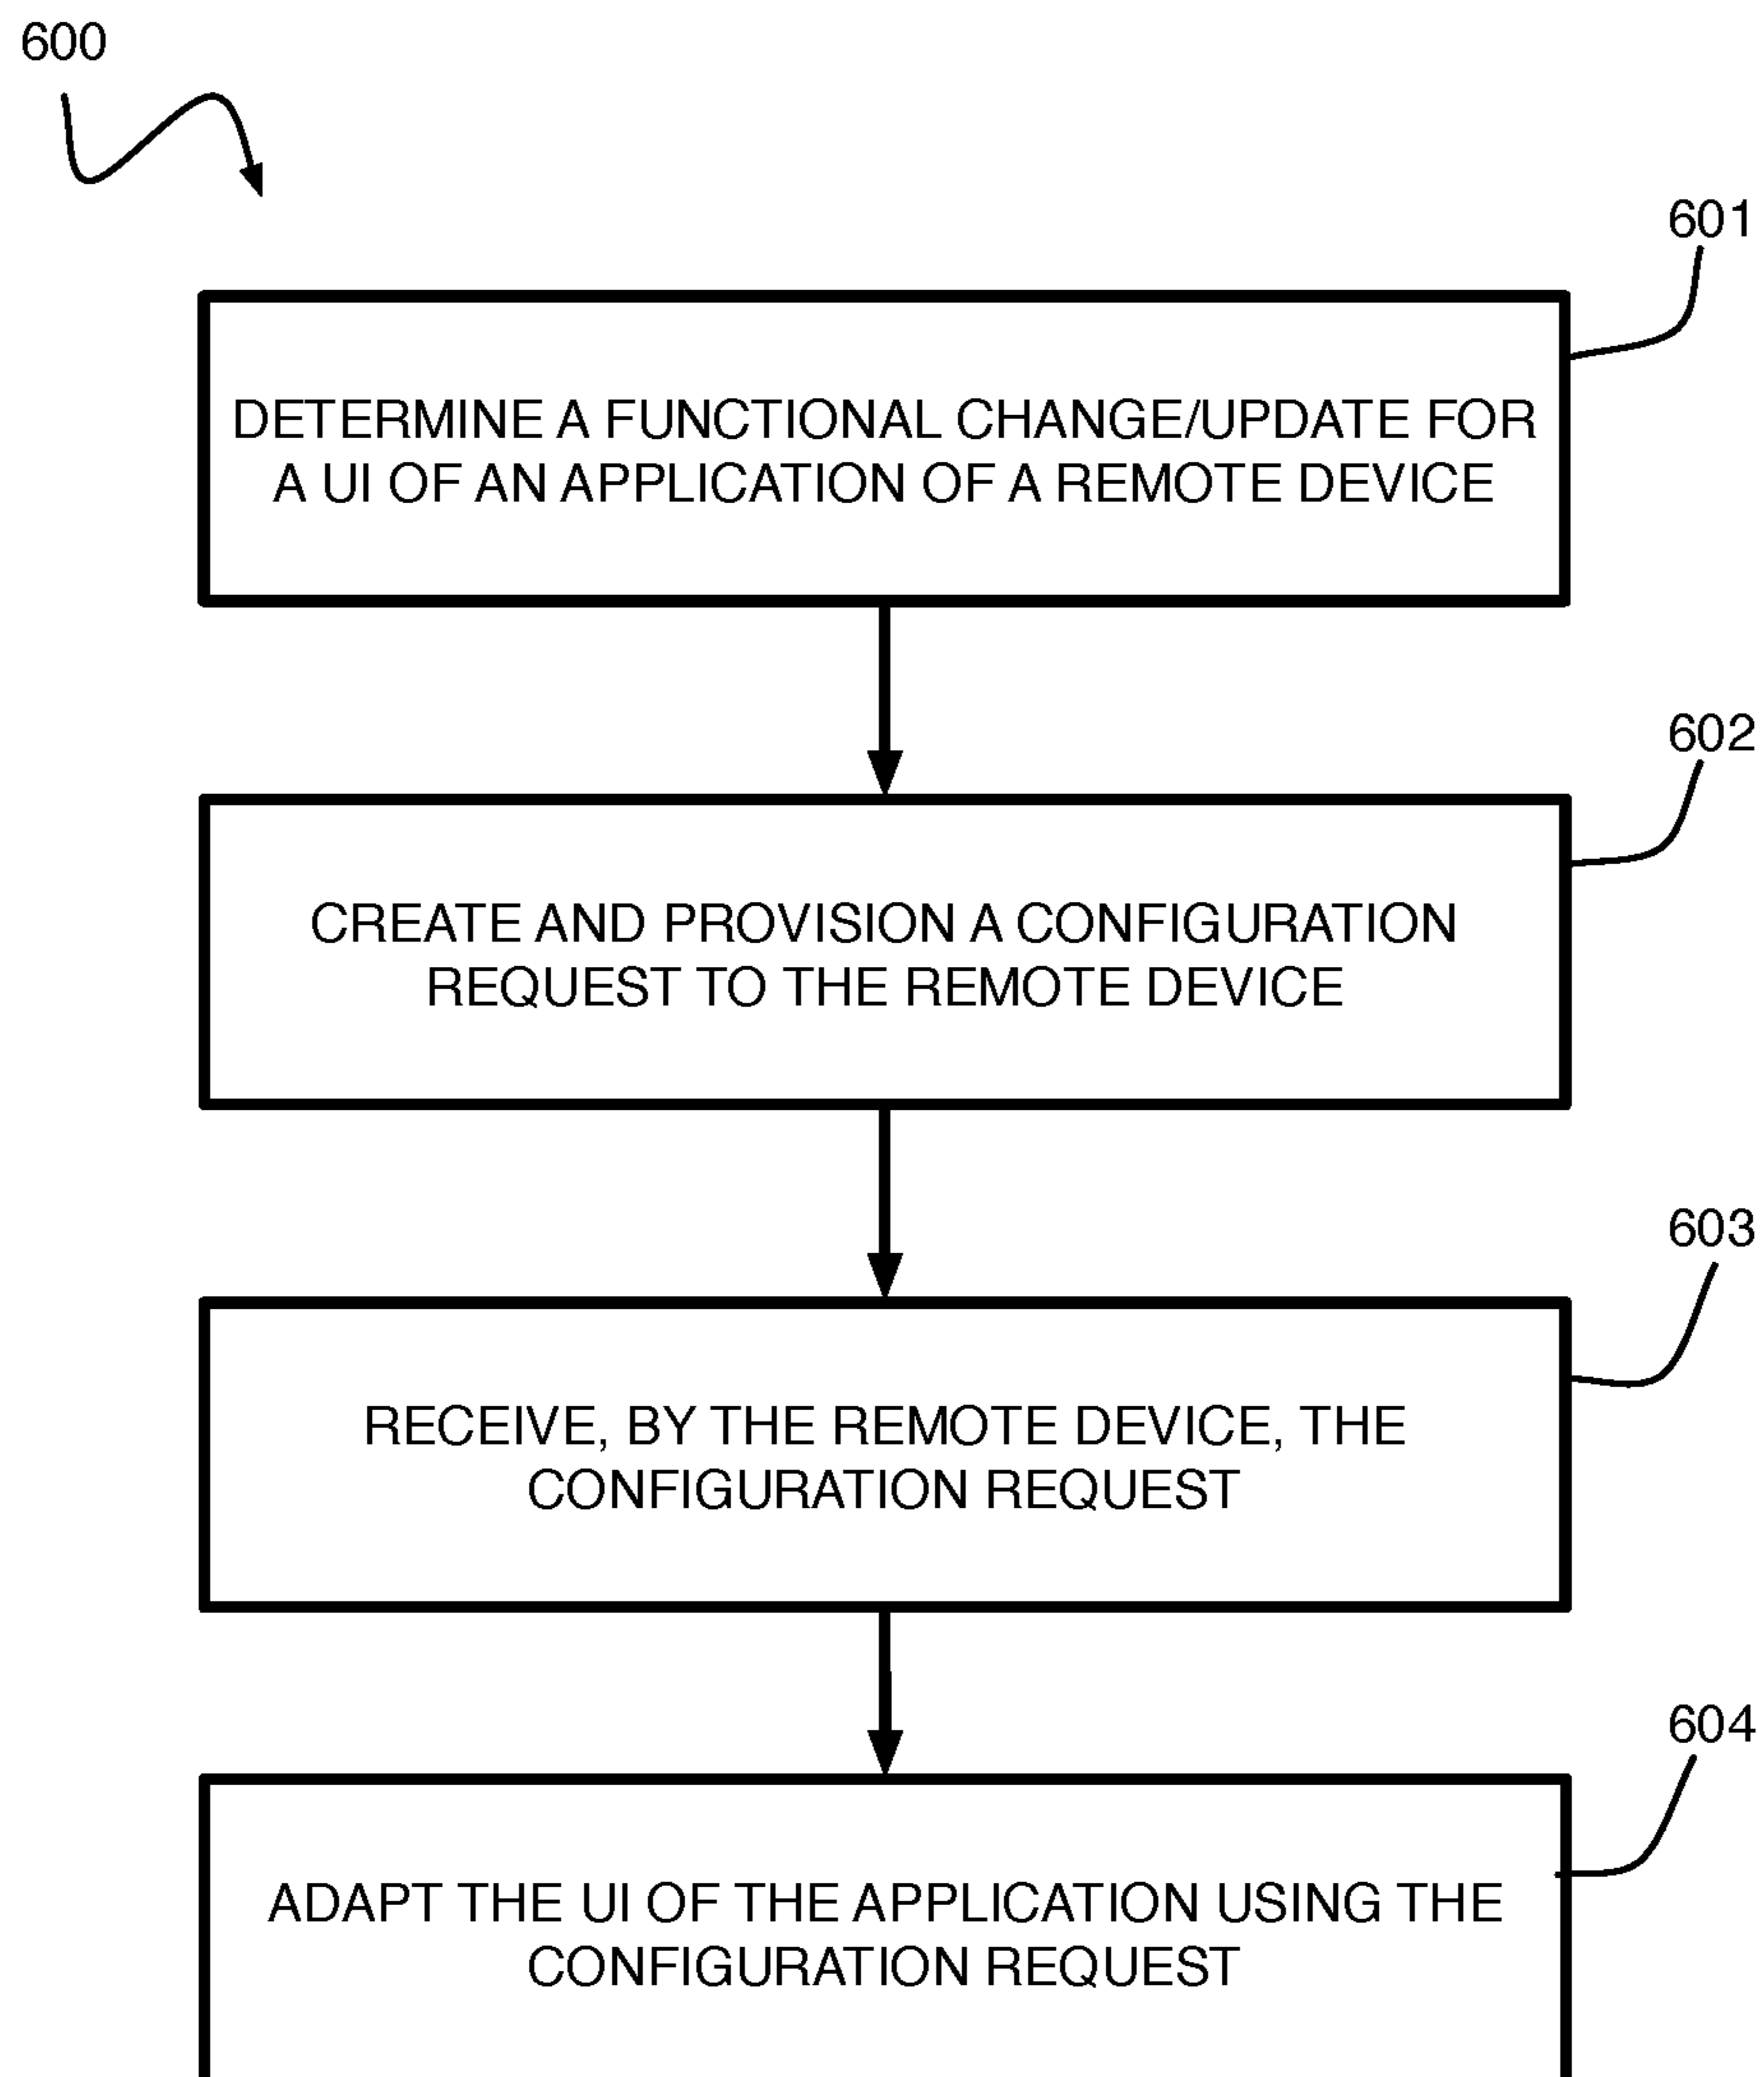 600
601
DETERMINE A FUNCTIONAL CHANGE/UPDATE FOR
A UI OF AN APPLICATION OF A REMOTE DEVICE
602
CREATE AND PROVISION A CONFIGURATION
REQUEST TO THE REMOTE DEVICE
603
RECEIVE, BY THE REMOTE DEVICE, THE
CONFIGURATION REQUEST
604
ADAPT THE UI OF THE APPLICATION USING THE
CONFIGURATION REQUEST